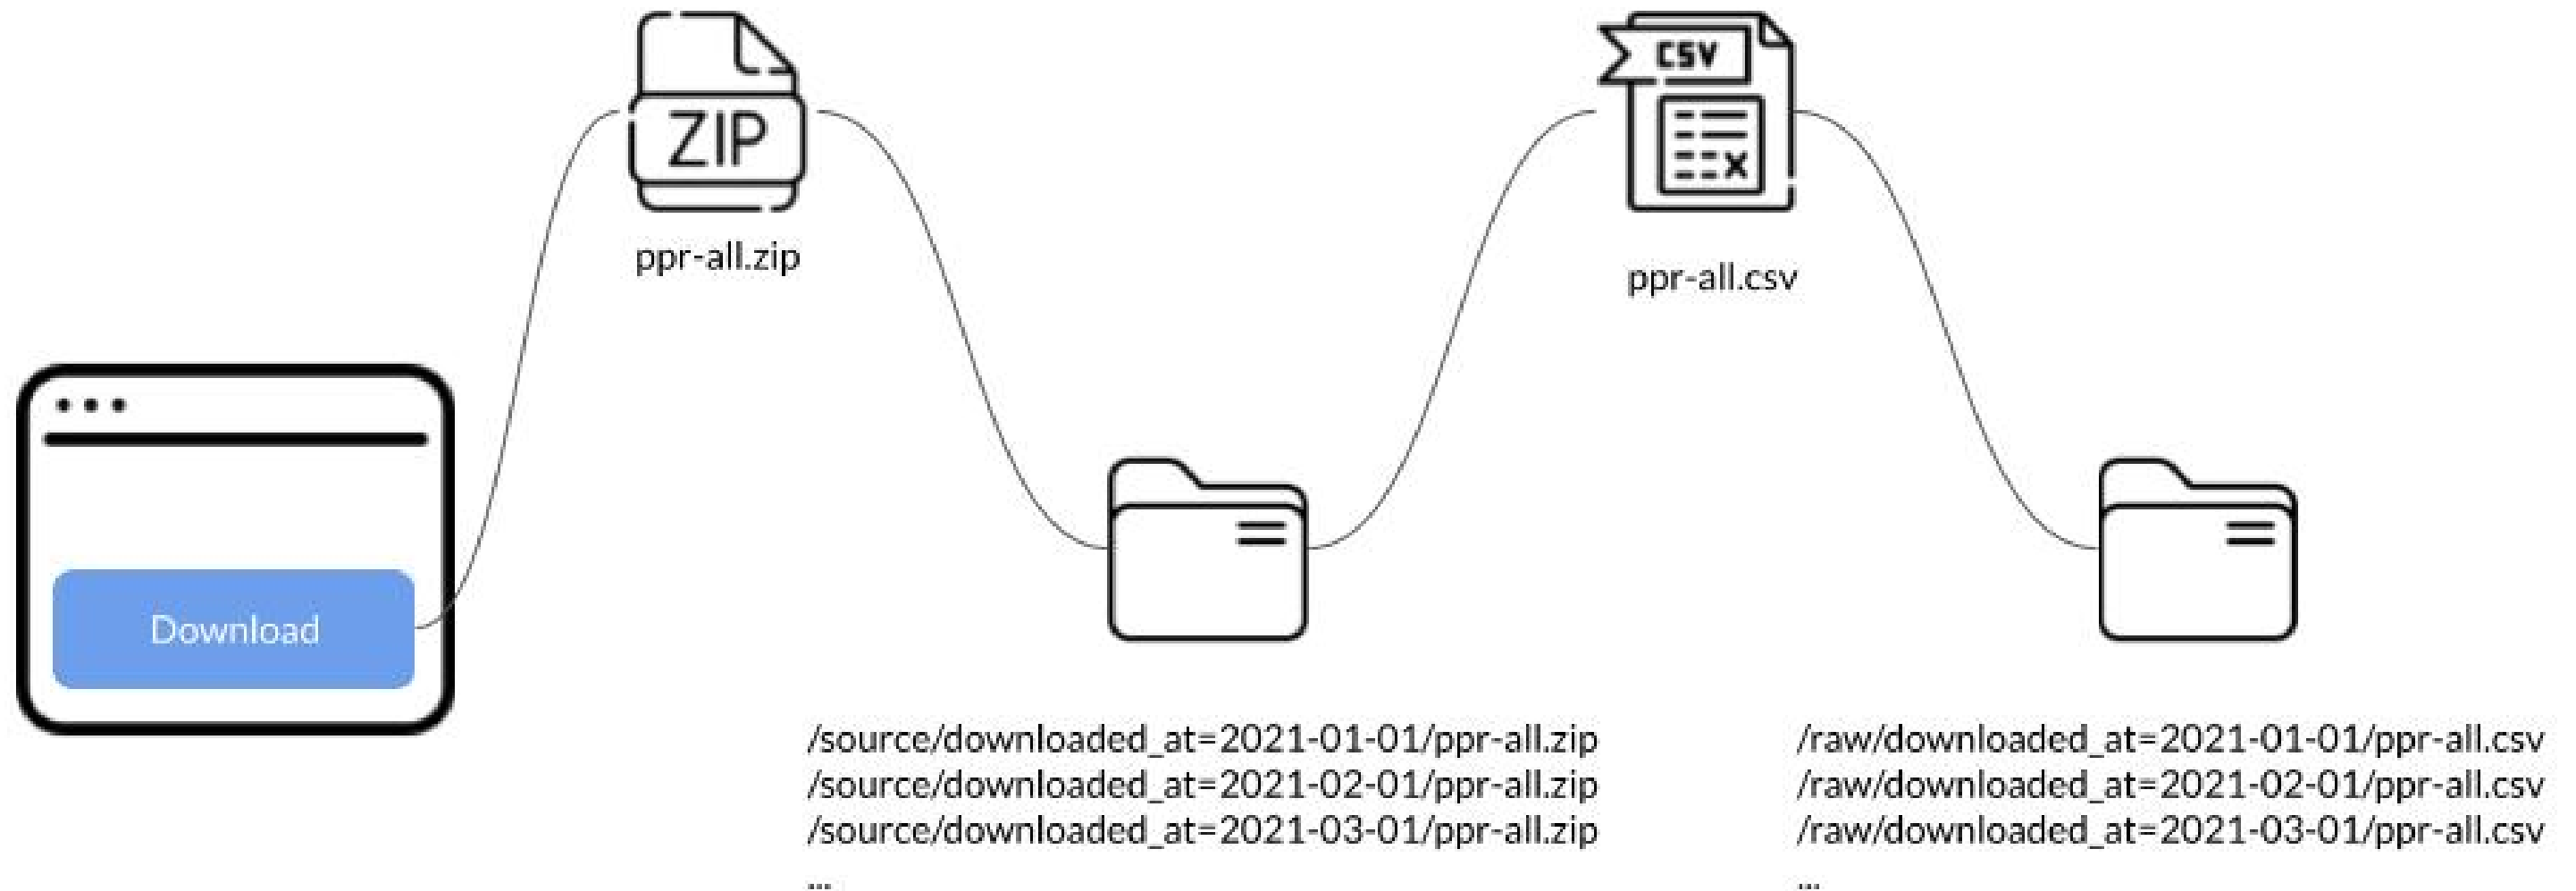 ZIP
ppr-all.zip
CSV
ppr-all.csv
Download
/source/downloaded_at=2021-01-01/ppr-all.zip
/source/downloaded_at=2021-02-01/ppr-all.zip
/source/downloaded_at=2021-03-01/ppr-all.zip
...
/raw/downloaded_at=2021-01-01/ppr-all.csv
/raw/downloaded_at=2021-02-01/ppr-all.csv
/raw/downloaded_at=2021-03-01/ppr-all.csv
...